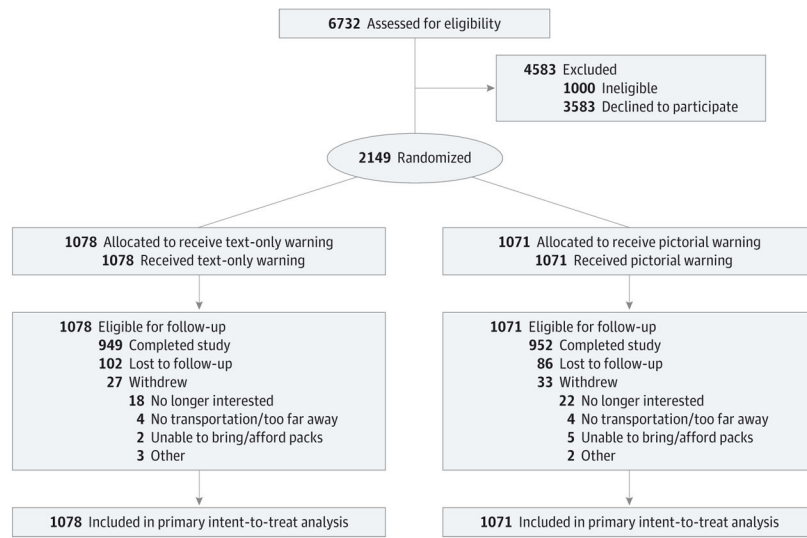 6732 Assessed for eligibility
4583 Excluded
1000 Ineligible
3583 Declined to participate
2149 Randomized
1078 Allocated to receive text-only warning
1078 Received text-only warning
1071 Allocated to receive pictorial warning
1071 Received pictorial warning
1078 Eligible for follow-up
949 Completed study
102 Lost to follow-up
27 Withdrew
18 No longer interested
4 No transportation/too far away
2 Unable to bring/afford packs
3 Other
1071 Eligible for follow-up
952 Completed study
86 Lost to follow-up
33 Withdrew
22 No longer interested
4 No transportation/too far away
5 Unable to bring/afford packs
2 Other
1078 Included in primary intent-to-treat analysis
1071 Included in primary intent-to-treat analysis